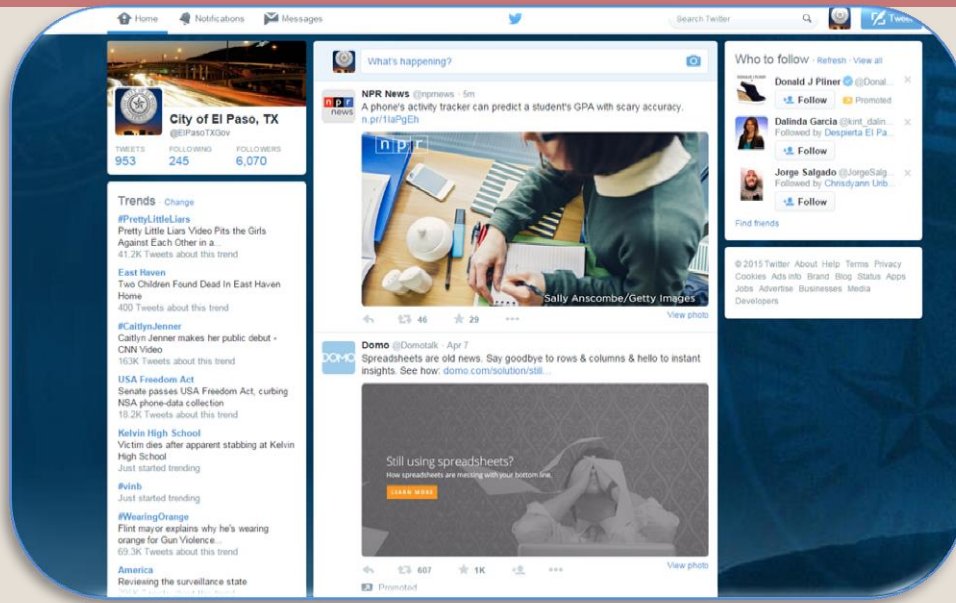 Home Notifications Messages Search Twitter Tweet
City of El Paso, TX
@ElPasoTXGov
TWEETS FOLLOWING FOLLOWERS
953 245 6,070
Trends · Change
#PrettyLittleLiars
Pretty Little Liars Video Pits the Girls
Against Each Other in a...
41.2K Tweets about this trend
East Haven
Two Children Found Dead In East Haven
Home
400 Tweets about this trend
#CaitlynJenner
Caitlyn Jenner makes her public debut -
CNN Video
163K Tweets about this trend
USA Freedom Act
Senate passes USA Freedom Act, curbing
NSA phone-data collection
18.2K Tweets about this trend
Kelvin High School
Victim dies after apparent stabbing at Kelvin
High School
Just started trending
#vinb
Just started trending
#WearingOrange
Flint mayor explains why he's wearing
orange for Gun Violence...
69.3K Tweets about this trend
America
Reviewing the surveillance state
What's happening?
npr
news
NPR News @nprnews · 5m
A phone's activity tracker can predict a student's GPA with scary accuracy.
n.pr/1IaPgEh
npr
Sally Anscombe/Getty Images
46 29 View photo
DOMO
Domo @Domotalk · Apr 7
Spreadsheets are old news. Say goodbye to rows & columns & hello to instant
insights. See how: domo.com/solution/still...
Still using spreadsheets?
How spreadsheets are messing with your bottom line.
LEARN MORE
607 1K View photo
Promoted
Who to follow · Refresh · View all
Donald J Pliner @Donal...
Follow Promoted
Dalinda Garcia @kint_dalin...
Followed by Despierta El Pa...
Follow
Jorge Salgado @JorgeSalg...
Followed by Chrisdyann Urib...
Follow
Find friends
© 2015 Twitter About Help Terms Privacy
Cookies Ads info Brand Blog Status Apps
Jobs Advertise Businesses Media
Developers